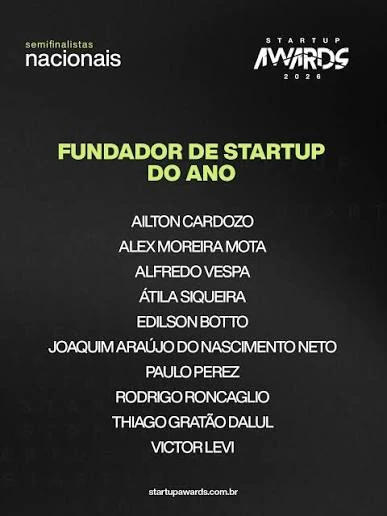 semifinalistas
nacionais
STARTUP
AWARDS
2026
FUNDADOR DE STARTUP
DO ANO
AILTON CARDOZO
ALEX MOREIRA MOTA
ALFREDO VESPA
ÁTILA SIQUEIRA
EDILSON BOTTO
JOAQUIM ARAÚJO DO NASCIMENTO NETO
PAULO PEREZ
RODRIGO RONCAGLIO
THIAGO GRATÃO DALUL
VICTOR LEVI
startupawards.com.br